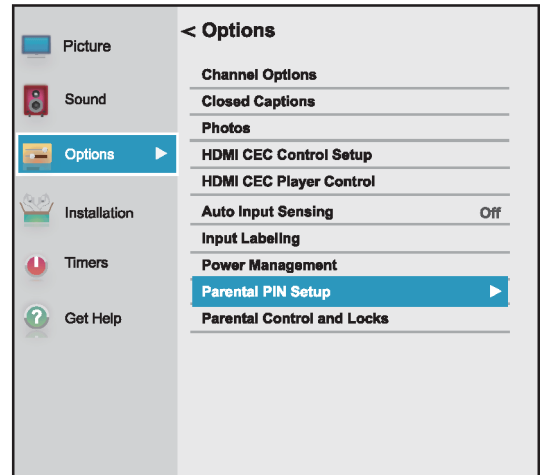 Picture
Sound
Options
Installation
Timers
Get Help
< Options
Channel Options
Closed Captions
Photos
HDMI CEC Control Setup
HDMI CEC Player Control
Auto Input Sensing Off
Input Labeling
Power Management
Parental PIN Setup
Parental Control and Locks